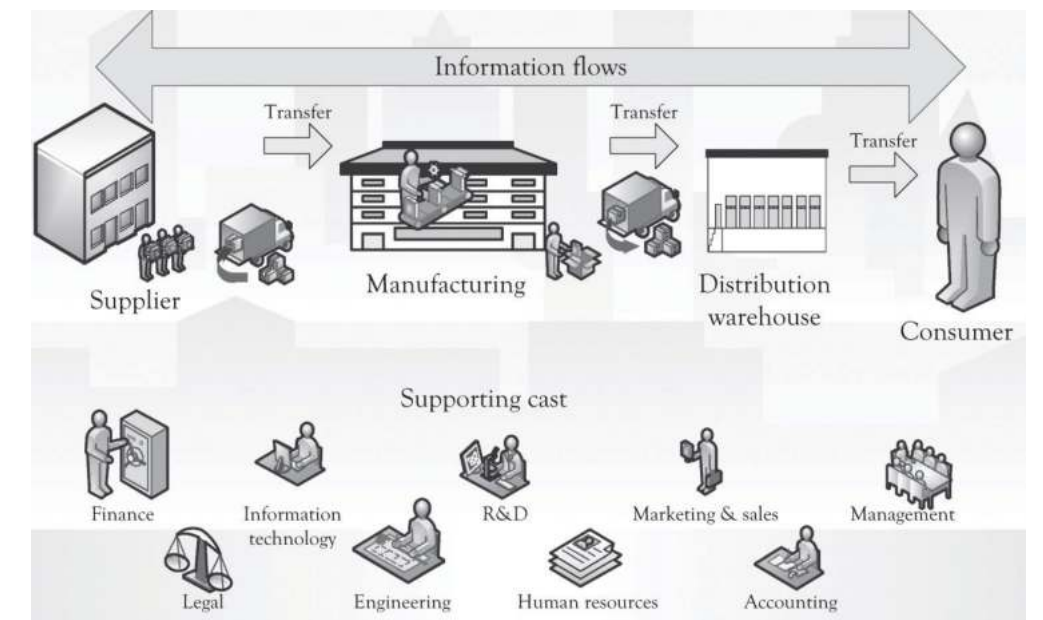 Information flows
Transfer
Transfer
Transfer
Supplier
Manufacturing
Distribution
warehouse
Consumer
Supporting cast
Finance
Information
technology
R&D
Marketing & sales
Management
Legal
Engineering
Human resources
Accounting